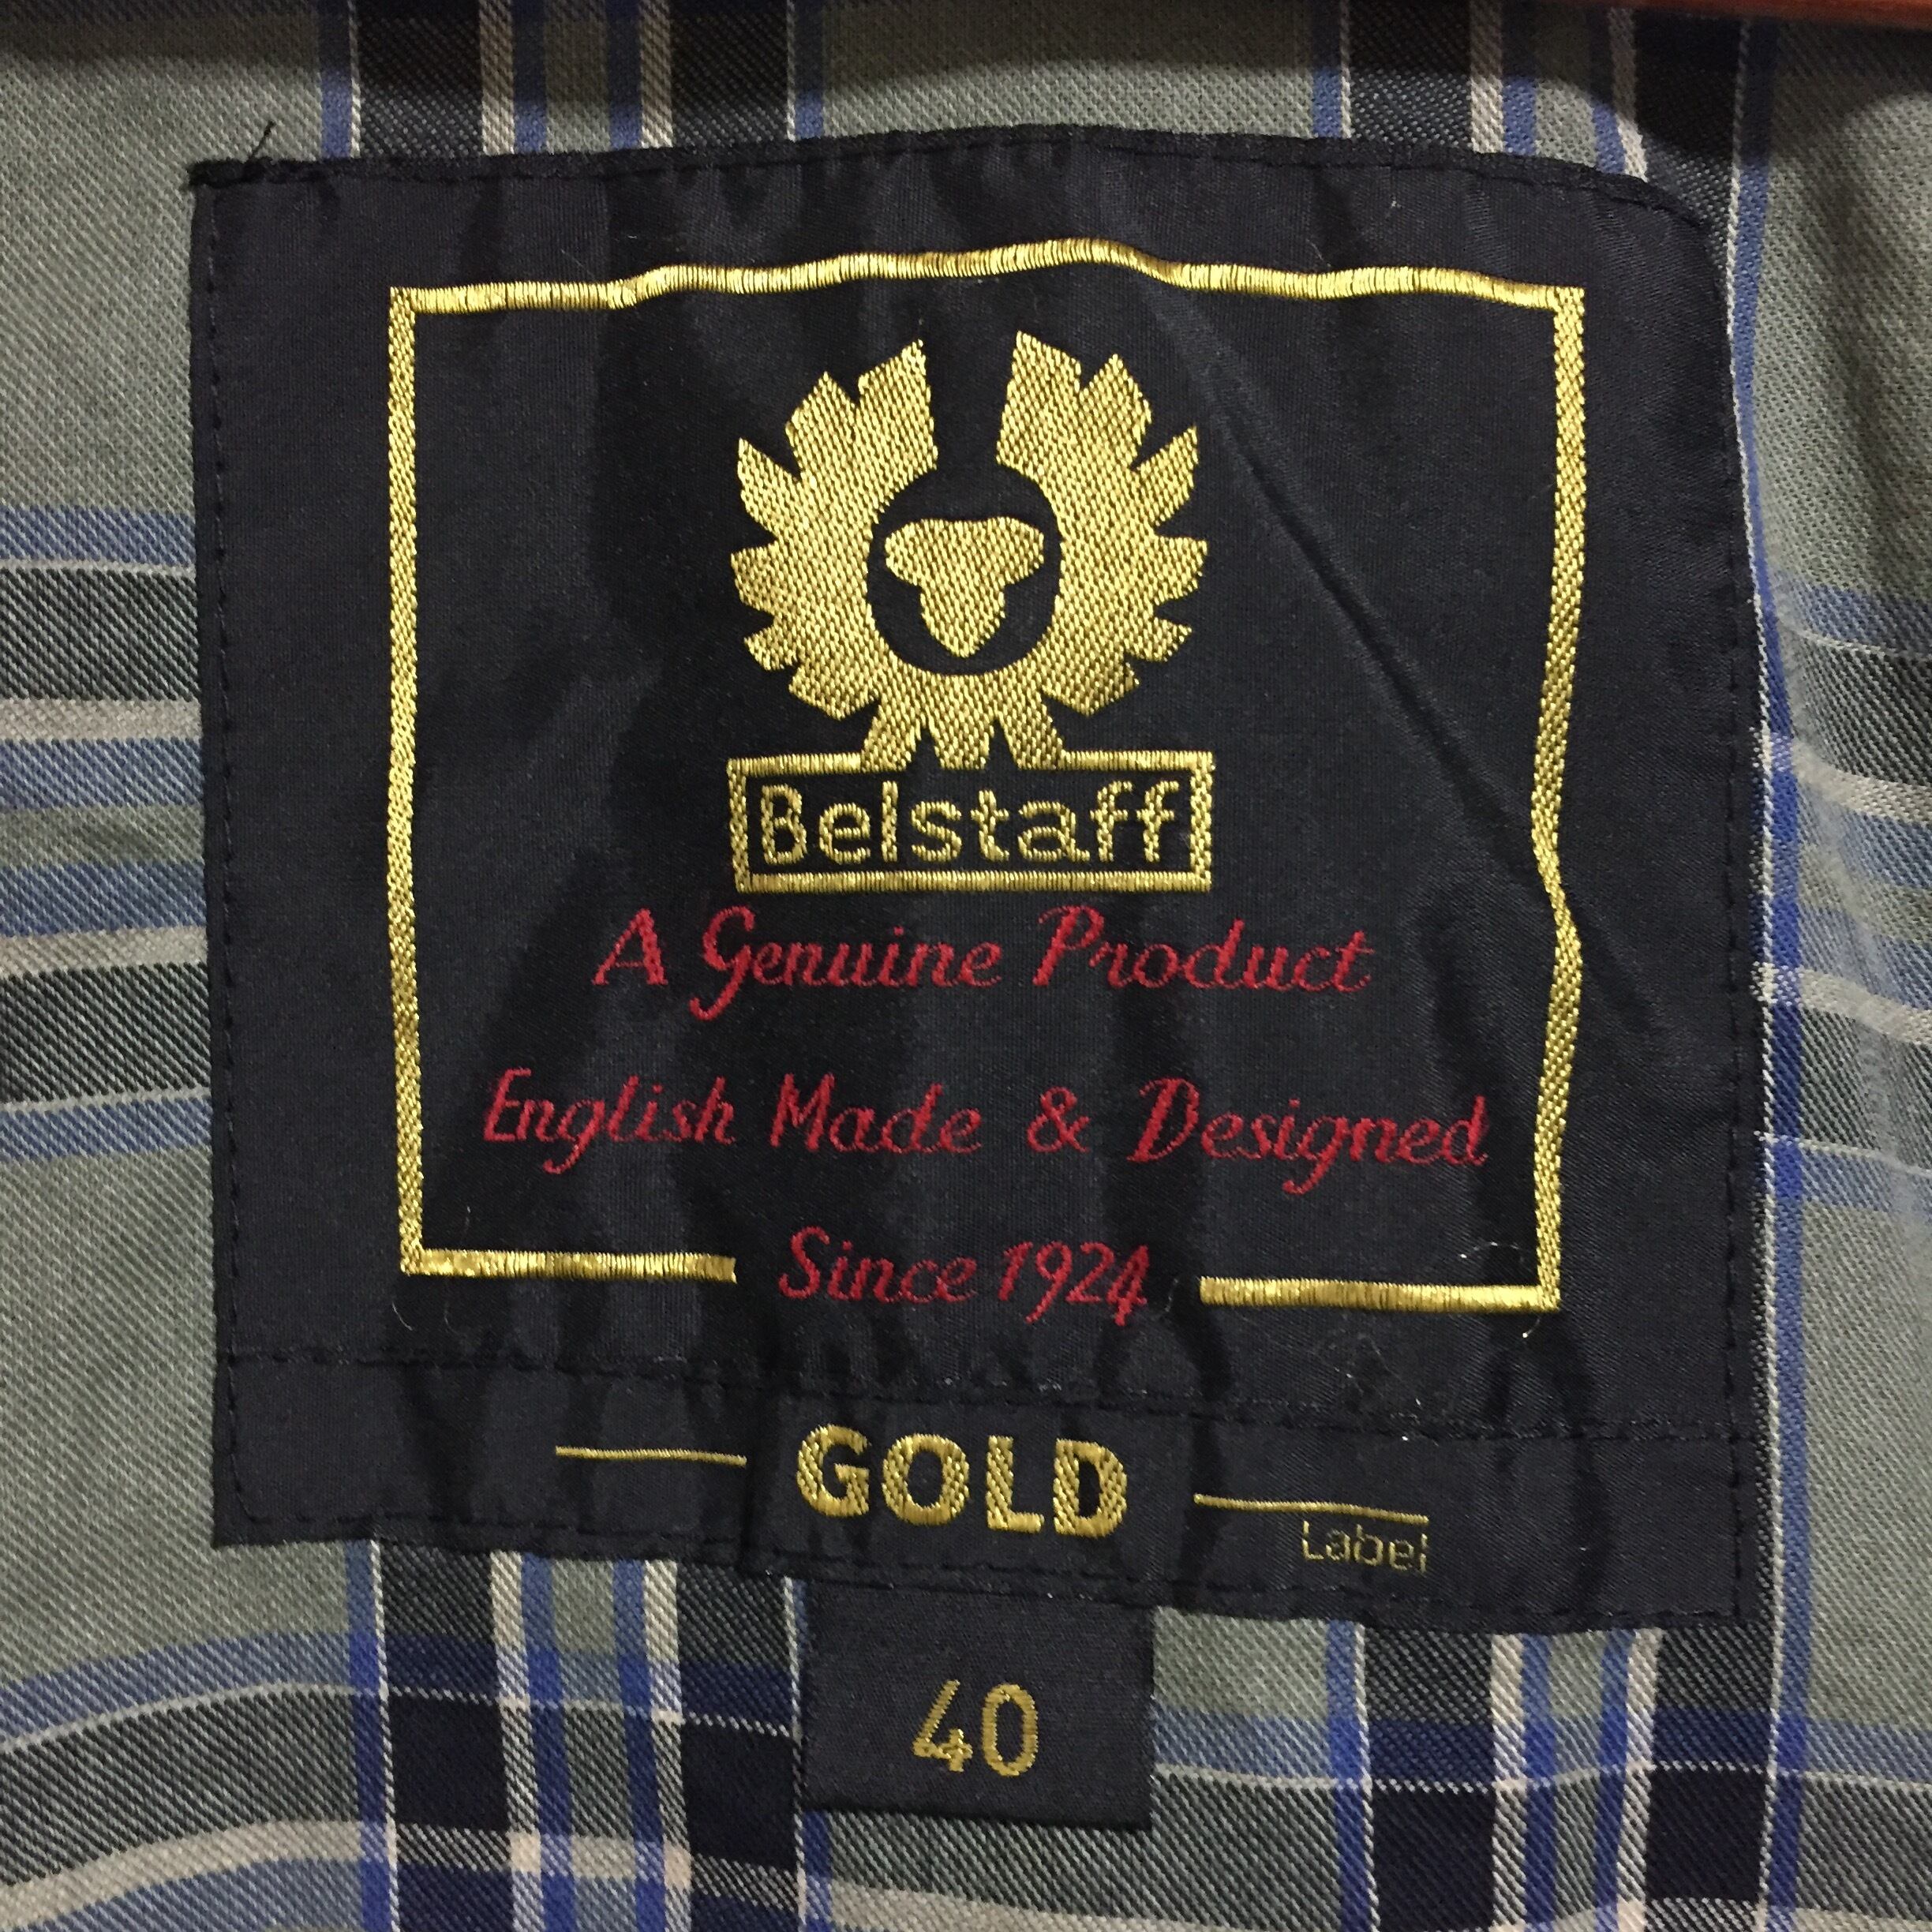 Belstaff
A Genuine Product
English Made & Designed
Since 1924
GOLD
Label
40